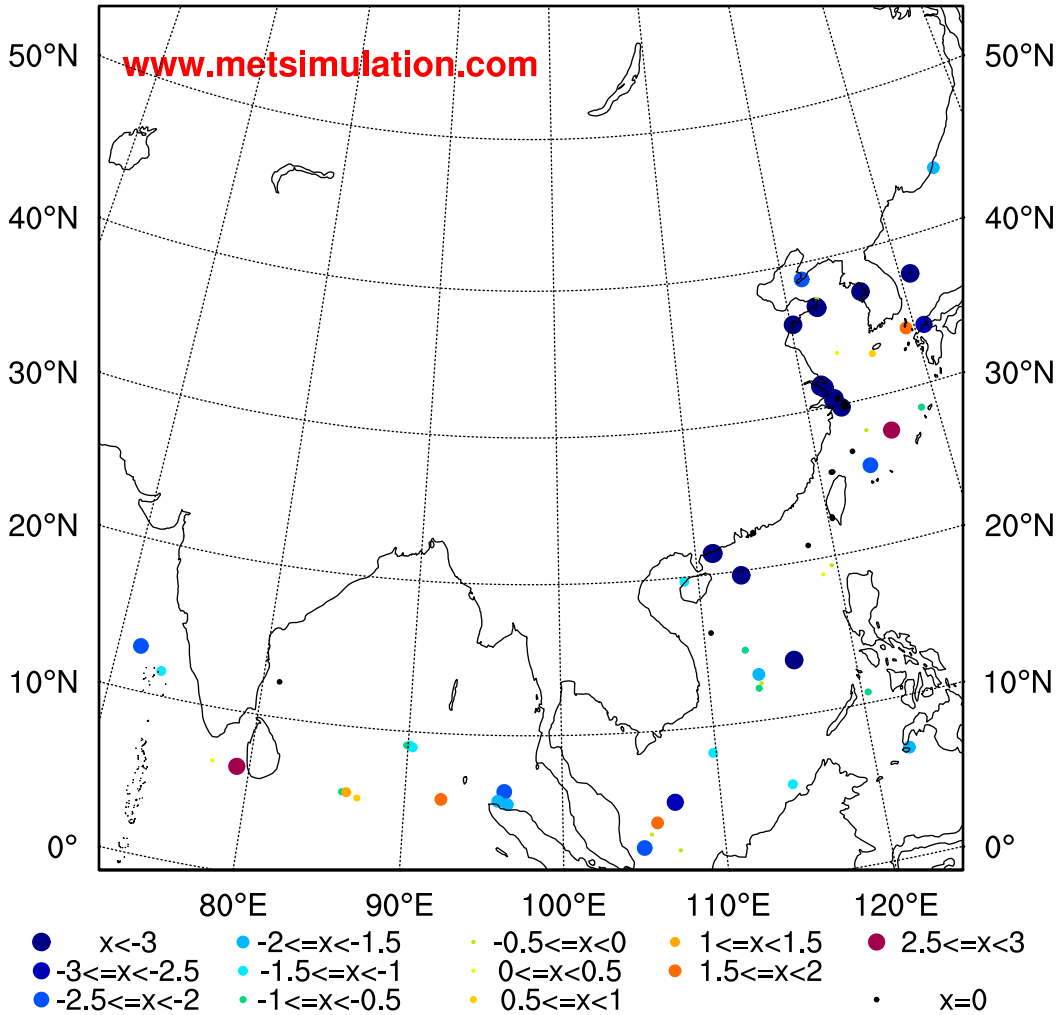 50°N 50°N
www.metsimulation.com
40°N 40°N
30°N 30°N
20°N 20°N
10°N 10°N
0° 0°
80°E 90°E 100°E 110°E 120°E
x<-3 -2<=x<-1.5 -0.5<=x<0 1<=x<1.5 2.5<=x<3
-3<=x<-2.5 -1.5<=x<-1 0<=x<0.5 1.5<=x<2
-2.5<=x<-2 -1<=x<-0.5 0.5<=x<1 x=0